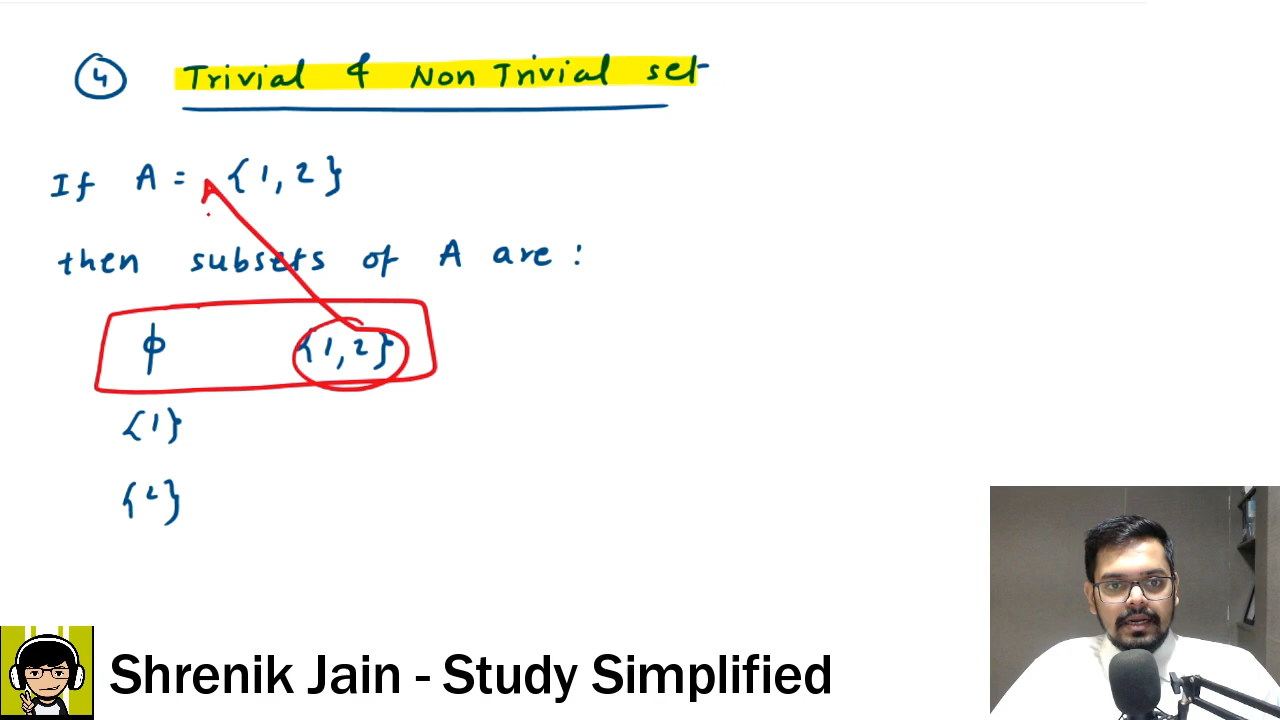 4 Trivial & Non Trivial set
If A = {1, 2}
then subsets of A are :
ϕ {1, 2}
{1}
{2}
Shrenik Jain - Study Simplified